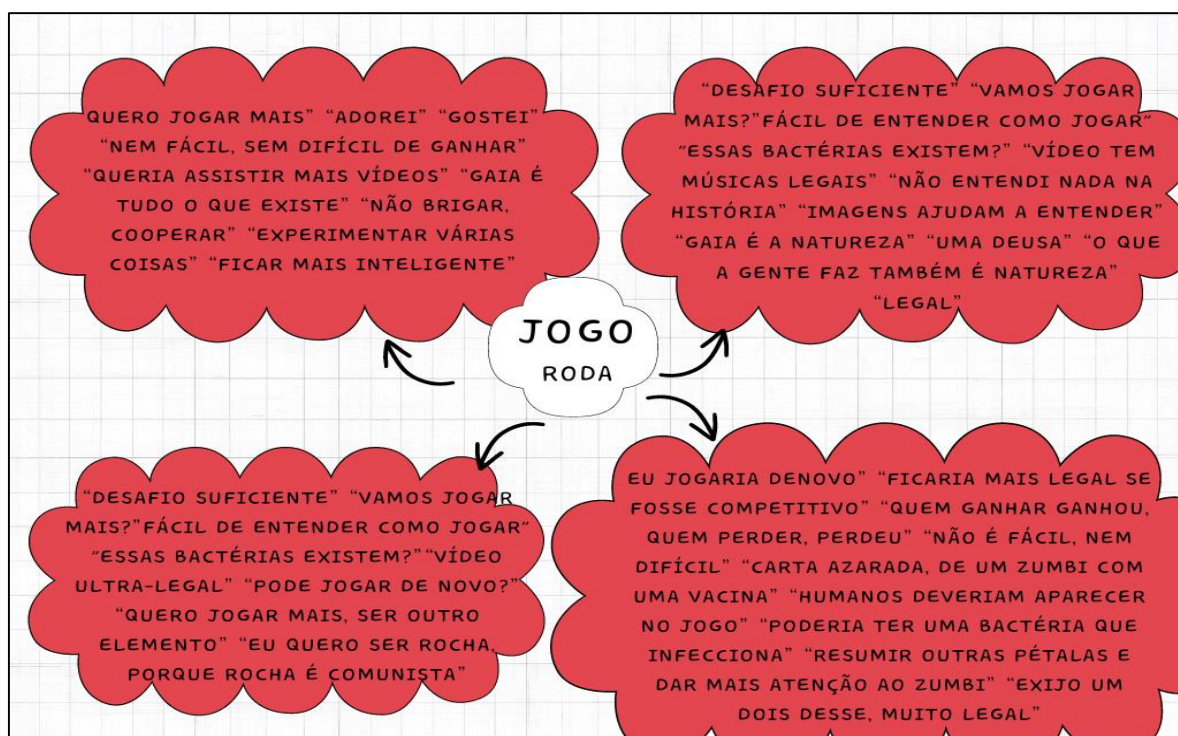 QUERO JOGAR MAIS” “ADOREI” “GOSTEI”
“NEM FÁCIL, SEM DIFÍCIL DE GANHAR”
“QUERIA ASSISTIR MAIS VÍDEOS” “GAIA É
TUDO O QUE EXISTE” “NÃO BRIGAR,
COOPERAR” “EXPERIMENTAR VÁRIAS
COISAS” “FICAR MAIS INTELIGENTE”
“DESAFIO SUFICIENTE” “VAMOS JOGAR
MAIS?”FÁCIL DE ENTENDER COMO JOGAR”
“ESSAS BACTÉRIAS EXISTEM?” “VÍDEO TEM
MÚSICAS LEGAIS” “NÃO ENTENDI NADA NA
HISTÓRIA” “IMAGENS AJUDAM A ENTENDER”
“GAIA É A NATUREZA” “UMA DEUSA” “O QUE
A GENTE FAZ TAMBÉM É NATUREZA”
“LEGAL”
JOGO
RODA
“DESAFIO SUFICIENTE” “VAMOS JOGAR
MAIS?”FÁCIL DE ENTENDER COMO JOGAR”
“ESSAS BACTÉRIAS EXISTEM?” “VÍDEO
ULTRA-LEGAL” “PODE JOGAR DE NOVO?”
“QUERO JOGAR MAIS, SER OUTRO
ELEMENTO” “EU QUERO SER ROCHA,
PORQUE ROCHA É COMUNISTA”
EU JOGARIA DENOVO” “FICARIA MAIS LEGAL SE
FOSSE COMPETITIVO” “QUEM GANHAR GANHOU,
QUEM PERDER, PERDEU” “NÃO É FÁCIL, NEM
DIFÍCIL” “CARTA AZARADA, DE UM ZUMBI COM
UMA VACINA” “HUMANOS DEVERIAM APARECER
NO JOGO” “PODERIA TER UMA BACTÉRIA QUE
INFECCIONA” “RESUMIR OUTRAS PÉTALAS E
DAR MAIS ATENÇÃO AO ZUMBI” “EXIJO UM
DOIS DESSE, MUITO LEGAL”